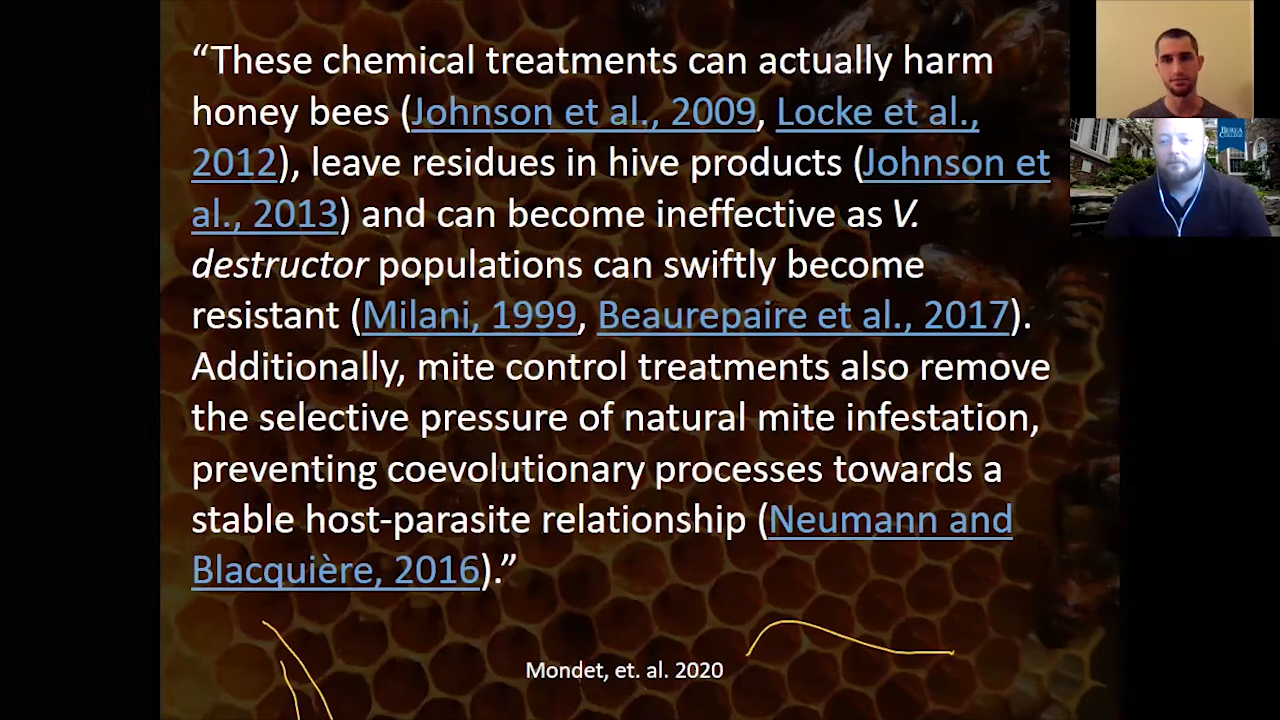 “These chemical treatments can actually harm
honey bees (Johnson et al., 2009, Locke et al.,
2012), leave residues in hive products (Johnson et
al., 2013) and can become ineffective as V.
destructor populations can swiftly become
resistant (Milani, 1999, Beaurepaire et al., 2017).
Additionally, mite control treatments also remove
the selective pressure of natural mite infestation,
preventing coevolutionary processes towards a
stable host-parasite relationship (Neumann and
Blacquière, 2016).”
Mondet, et. al. 2020
BEREA
COLLEGE